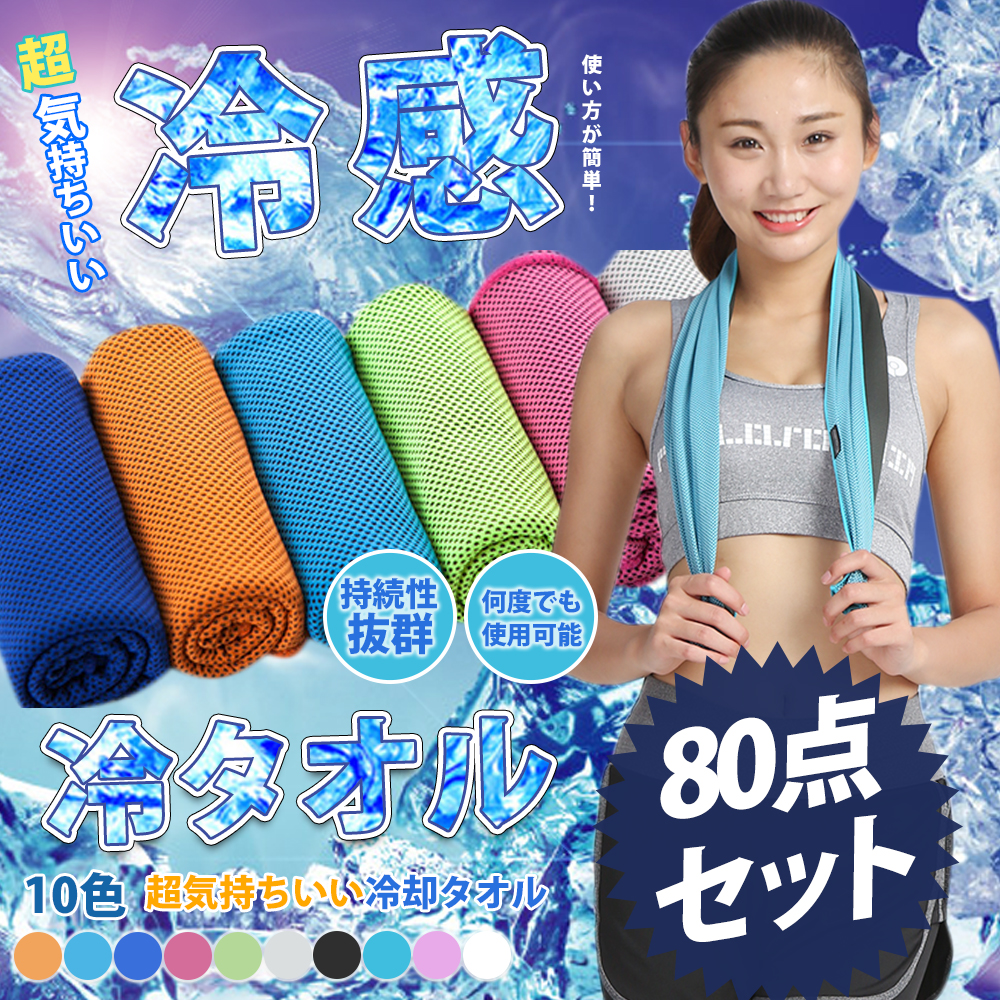 超
気持ちいい
冷感
使い方が簡単！
持続性
抜群
何度でも
使用可能
冷タオル
80点
セット
10色
超気持ちいい冷却タオル